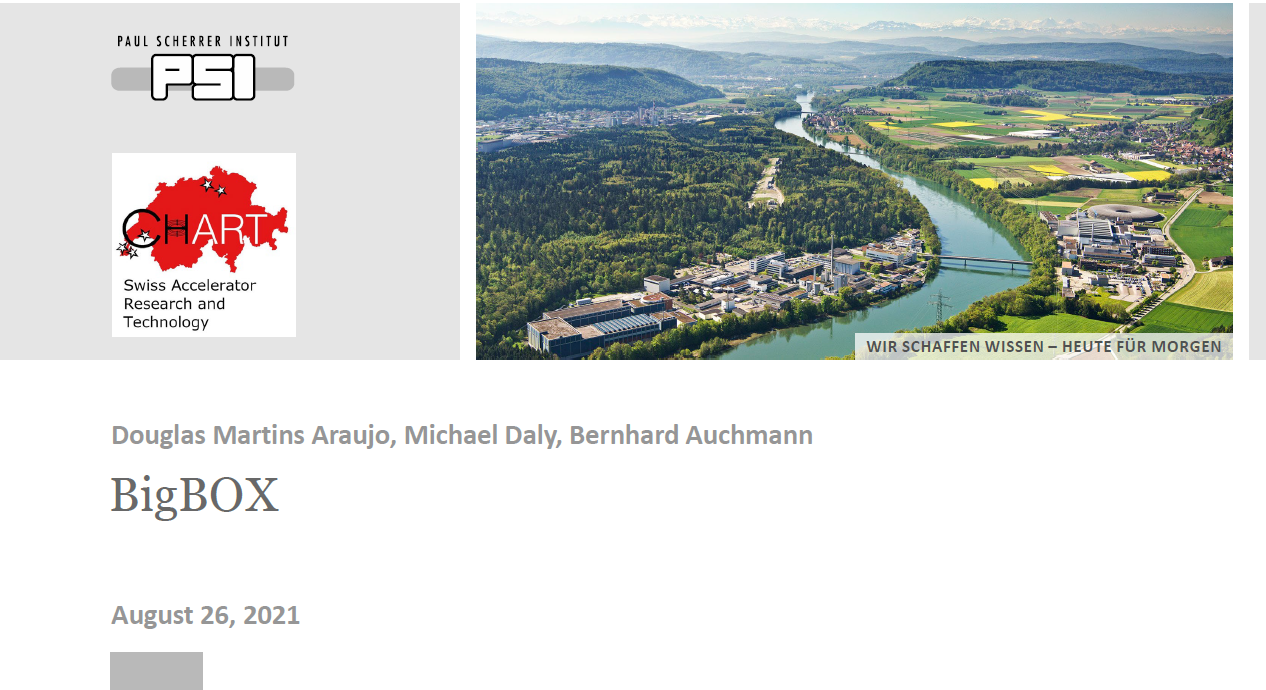 PAUL SCHERRER INSTITUT
PSI
CHART
Swiss Accelerator
Research and
Technology
WIR SCHAFFEN WISSEN – HEUTE FÜR MORGEN
Douglas Martins Araujo, Michael Daly, Bernhard Auchmann
BigBOX
August 26, 2021